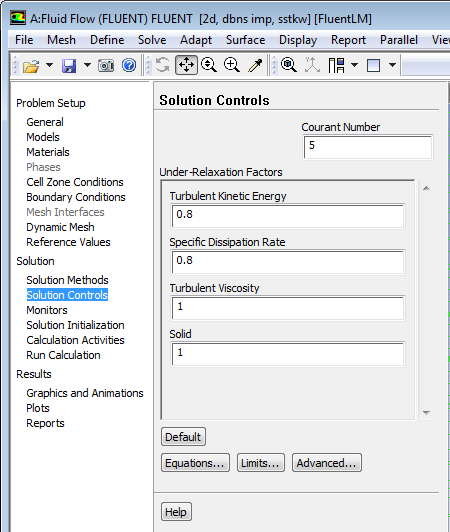 A:Fluid Flow (FLUENT) FLUENT [2d, dbns imp, sstkw] [FluentLM]
File Mesh Define Solve Adapt Surface Display Report Parallel View
Problem Setup
General
Models
Materials
Phases
Cell Zone Conditions
Boundary Conditions
Mesh Interfaces
Dynamic Mesh
Reference Values
Solution
Solution Methods
Solution Controls
Monitors
Solution Initialization
Calculation Activities
Run Calculation
Results
Graphics and Animations
Plots
Reports
Solution Controls
Courant Number
5
Under-Relaxation Factors
Turbulent Kinetic Energy
0.8
Specific Dissipation Rate
0.8
Turbulent Viscosity
1
Solid
1
Default
Equations... Limits... Advanced...
Help